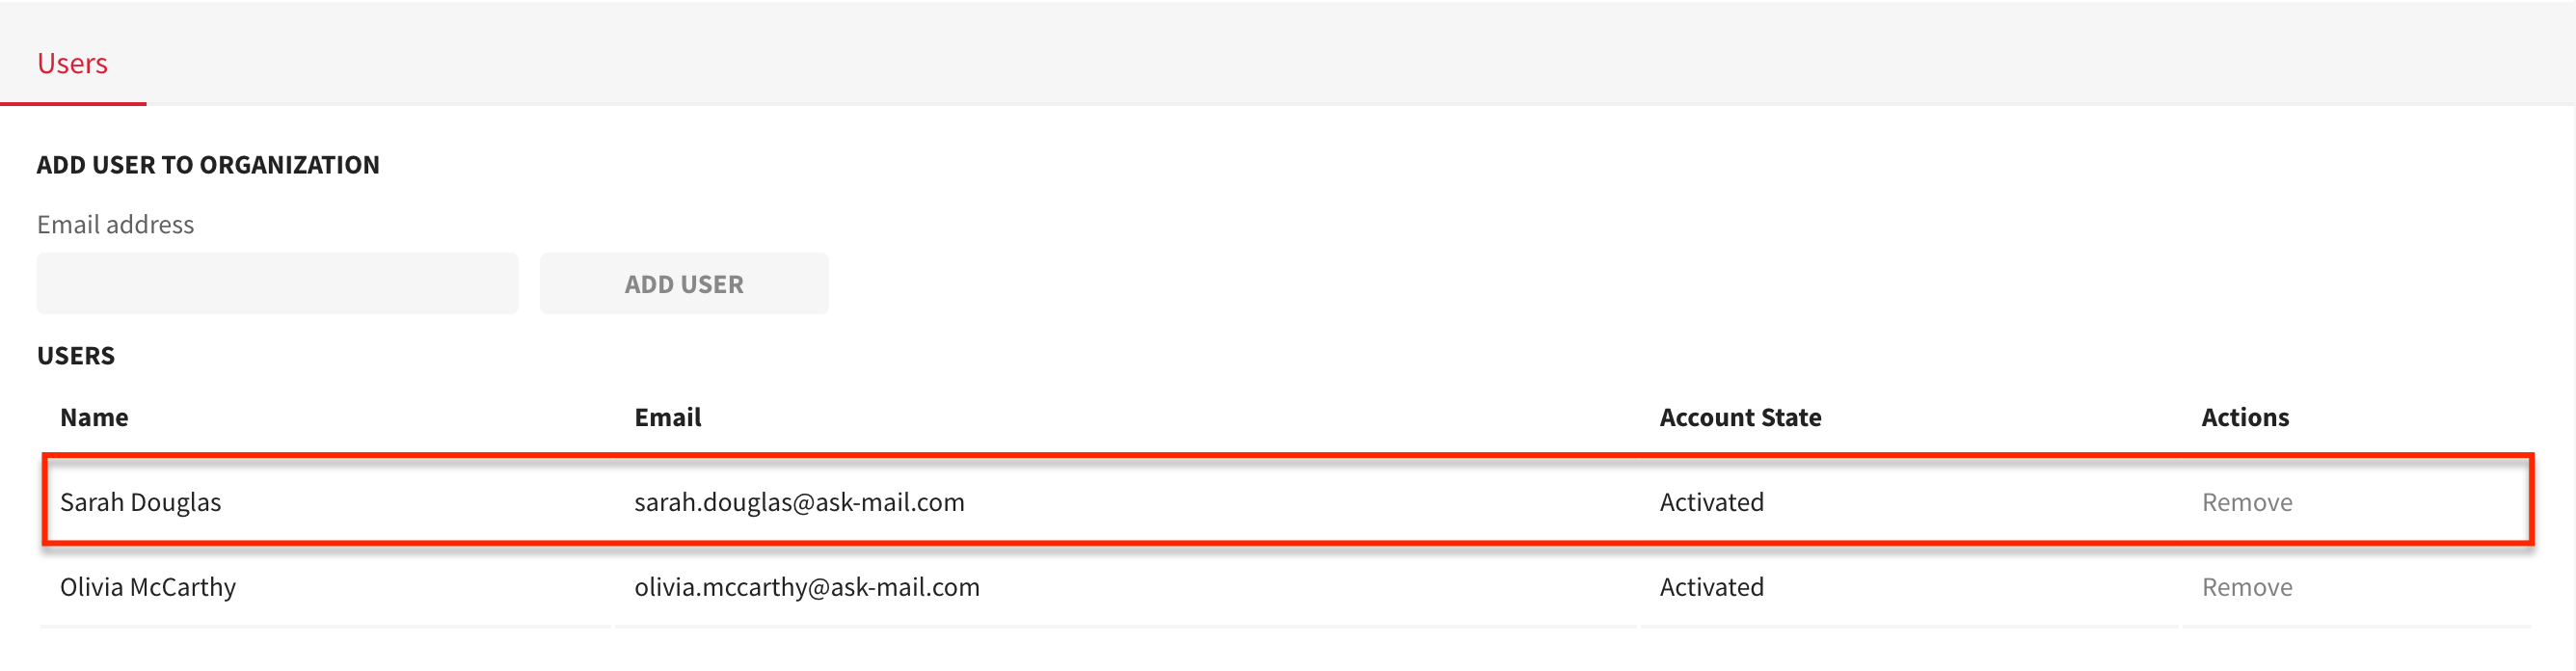 Users
ADD USER TO ORGANIZATION
Email address
ADD USER
USERS
Name Email Account State Actions
Sarah Douglas sarah.douglas@ask-mail.com Activated Remove
Olivia McCarthy olivia.mccarthy@ask-mail.com Activated Remove